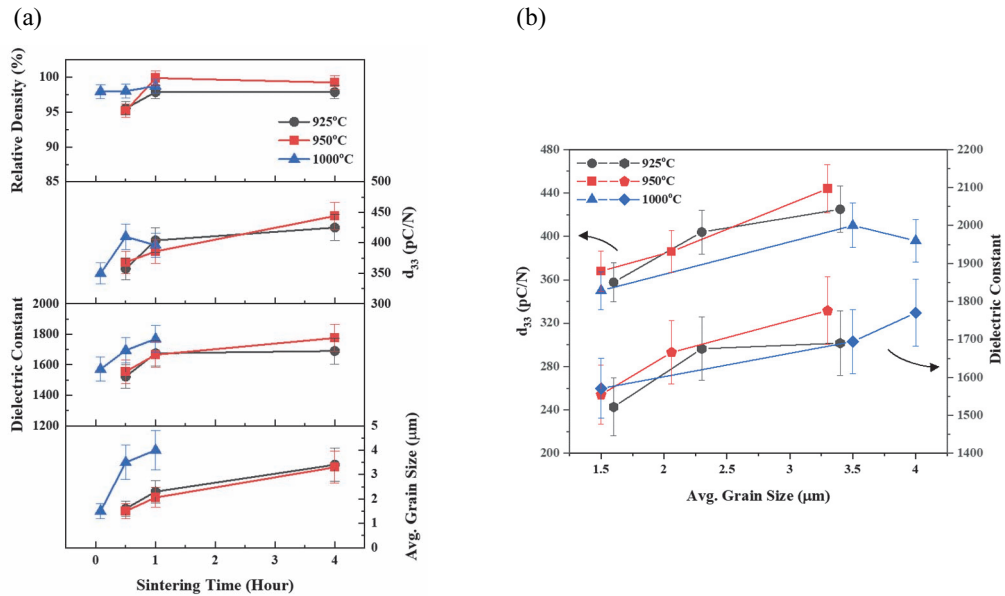 (a)
Relative Density (%)
100
95
90
85
925°C
950°C
1000°C
500
450
400
350
300
d33 (pC/N)
Dielectric Constant
2000
1800
1600
1400
1200
5
4
3
2
1
0
Avg. Grain Size (μm)
0 1 2 3 4
Sintering Time (Hour)
(b)
d33 (pC/N)
480
440
400
360
320
280
240
200
925°C
950°C
1000°C
2200
2100
2000
1900
1800
1700
1600
1500
1400
Dielectric Constant
1.5 2 2.5 3 3.5 4
Avg. Grain Size (μm)